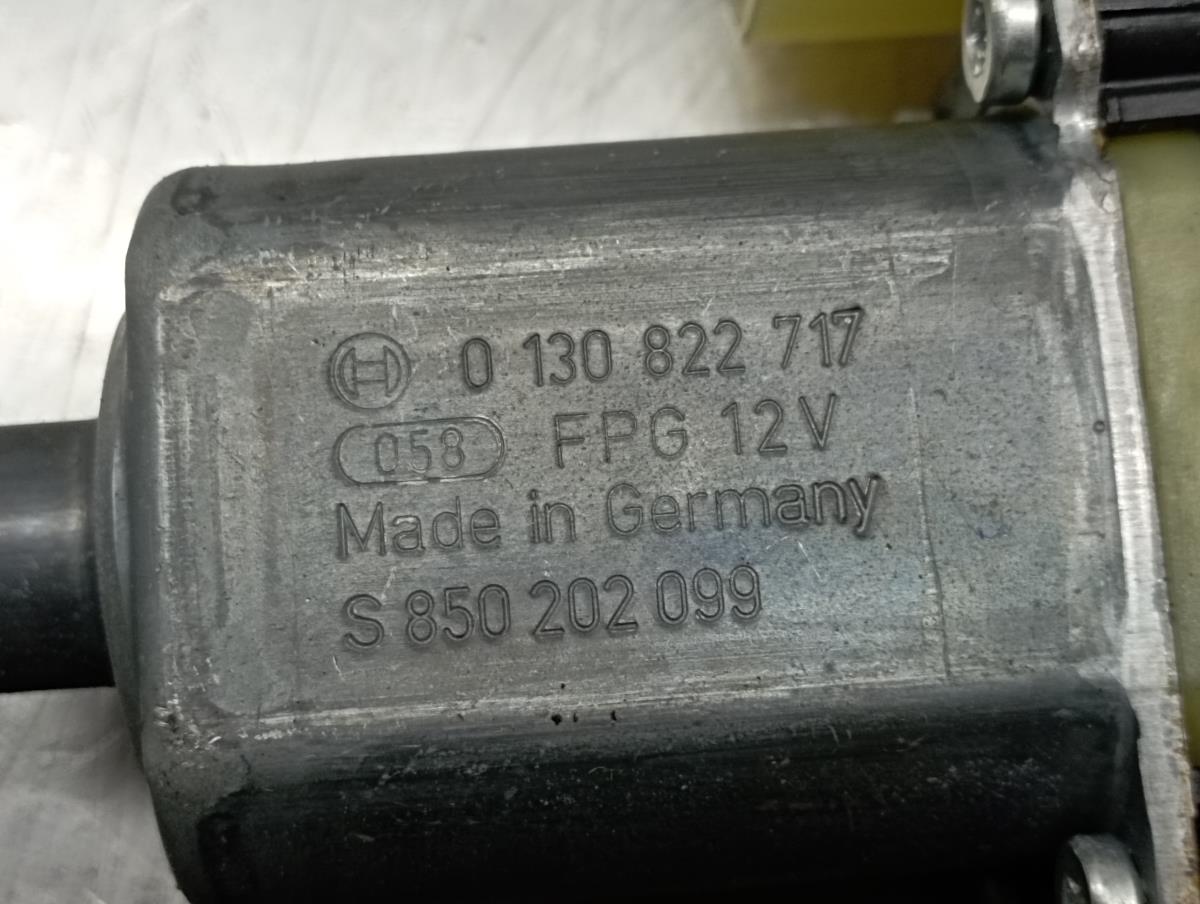 0 130 822 717
058 FPG 12V
Made in Germany
S 850 202 099